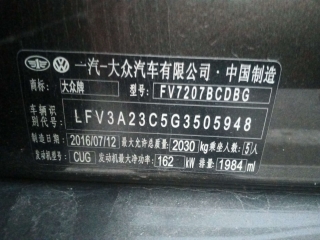 一汽-大众汽车有限公司·中国制造
商标: 大众牌 型号: FV7207BCDBG
车辆识别代号: LFV3A23C5G3505948
日期: 2016/07/12 最大允许总质量: 2030 kg 乘坐人数: 5人
发动机型号: CUG 发动机最大净功率: 162 kW 排量: 1984 ml